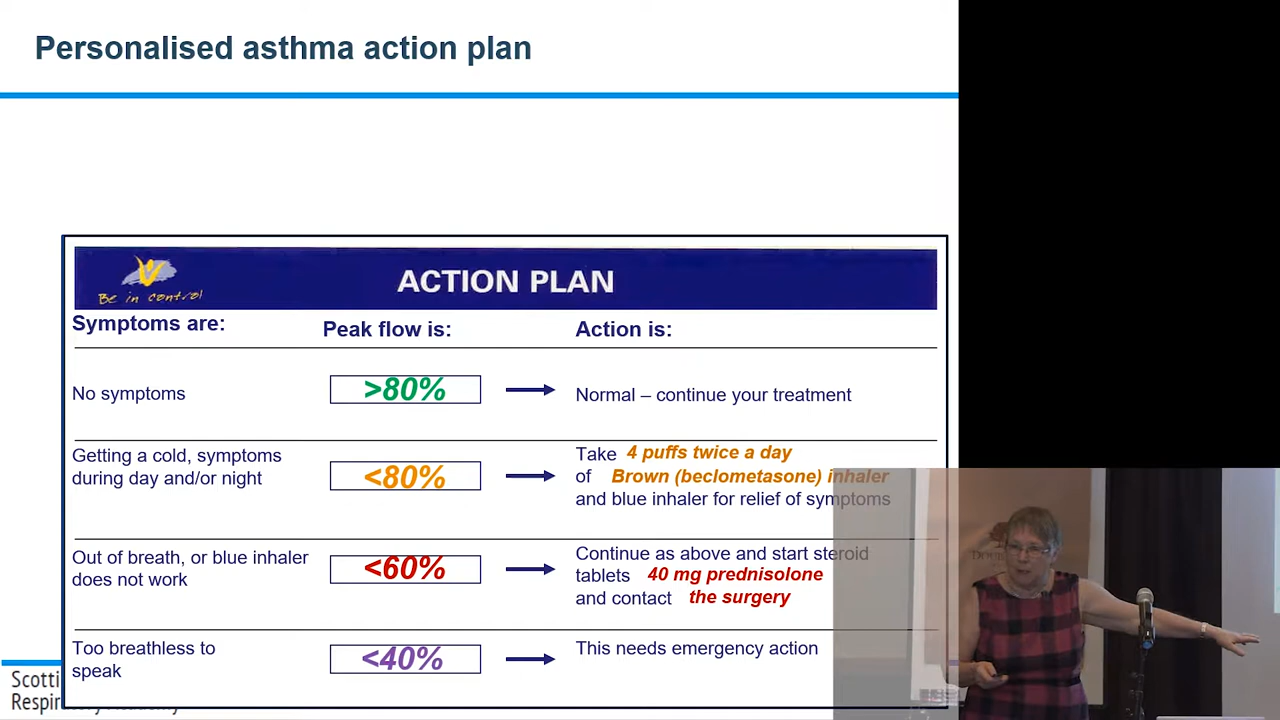 Personalised asthma action plan
Be in control
ACTION PLAN
Symptoms are: Peak flow is: Action is:
No symptoms >80% Normal – continue your treatment
Getting a cold, symptoms
during day and/or night
<80%
Take 4 puffs twice a day
of Brown (beclometasone) inhaler
and blue inhaler for relief of symptoms
Out of breath, or blue inhaler
does not work
<60%
Continue as above and start steroid
tablets 40 mg prednisolone
and contact the surgery
Too breathless to
speak
<40%
This needs emergency action